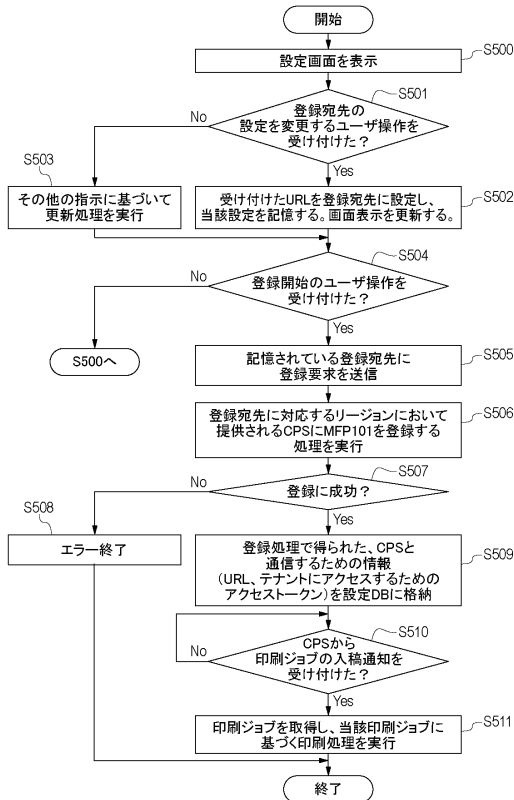 開始
S500
設定画面を表示
S501
登録宛先の
設定を変更するユーザ操作を
受け付けた？
No
Yes
S503
その他の指示に基づいて
更新処理を実行
S502
受け付けたURLを登録宛先に設定し、
当該設定を記憶する。画面表示を更新する。
S504
登録開始のユーザ操作を
受け付けた？
No
Yes
S500へ
S505
記憶されている登録宛先に
登録要求を送信
S506
登録宛先に対応するリージョンにおいて
提供されるCPSにMFP101を登録する
処理を実行
S507
登録に成功？
No
Yes
S508
エラー終了
S509
登録処理で得られた、CPSと
通信するための情報
（URL、テナントにアクセスするための
アクセストークン）を設定DBに格納
S510
CPSから
印刷ジョブの入稿通知を
受け付けた？
No
Yes
S511
印刷ジョブを取得し、当該印刷ジョブに
基づく印刷処理を実行
終了